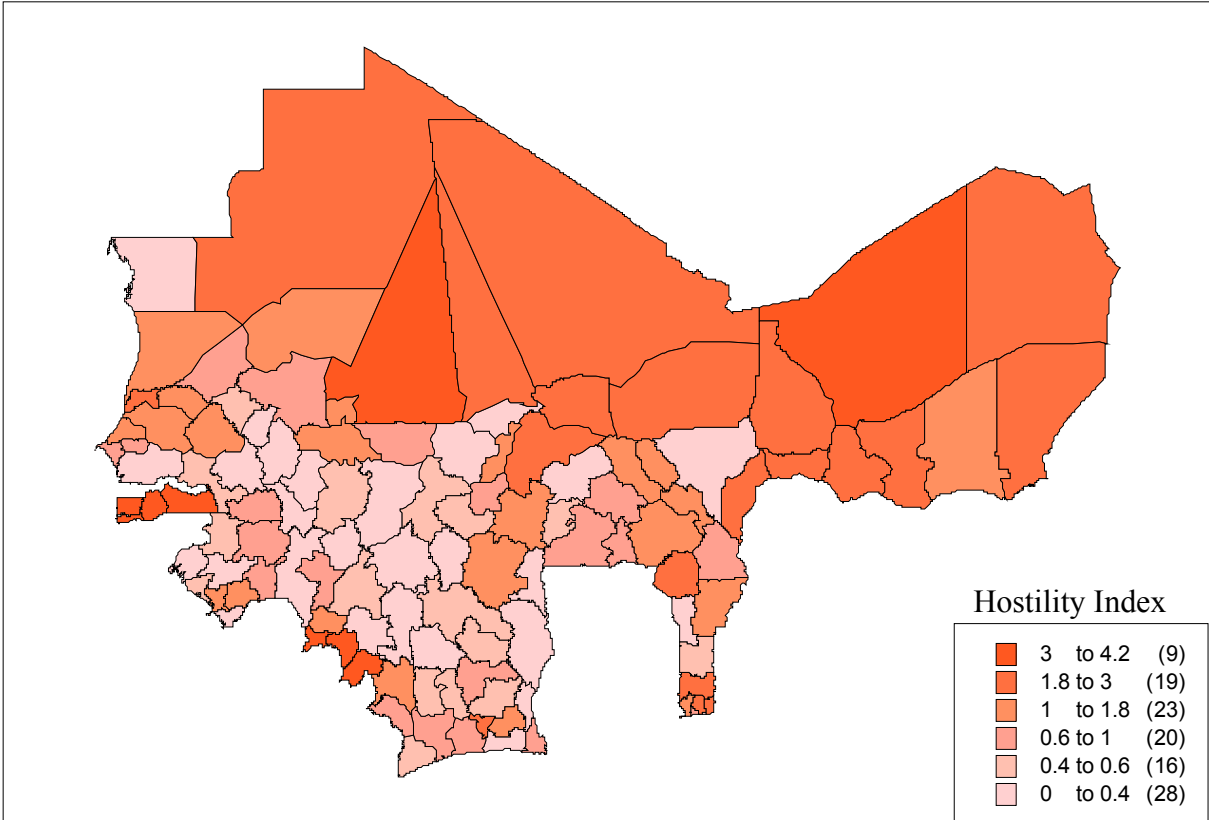 Hostility Index
3 to 4.2 (9)
1.8 to 3 (19)
1 to 1.8 (23)
0.6 to 1 (20)
0.4 to 0.6 (16)
0 to 0.4 (28)